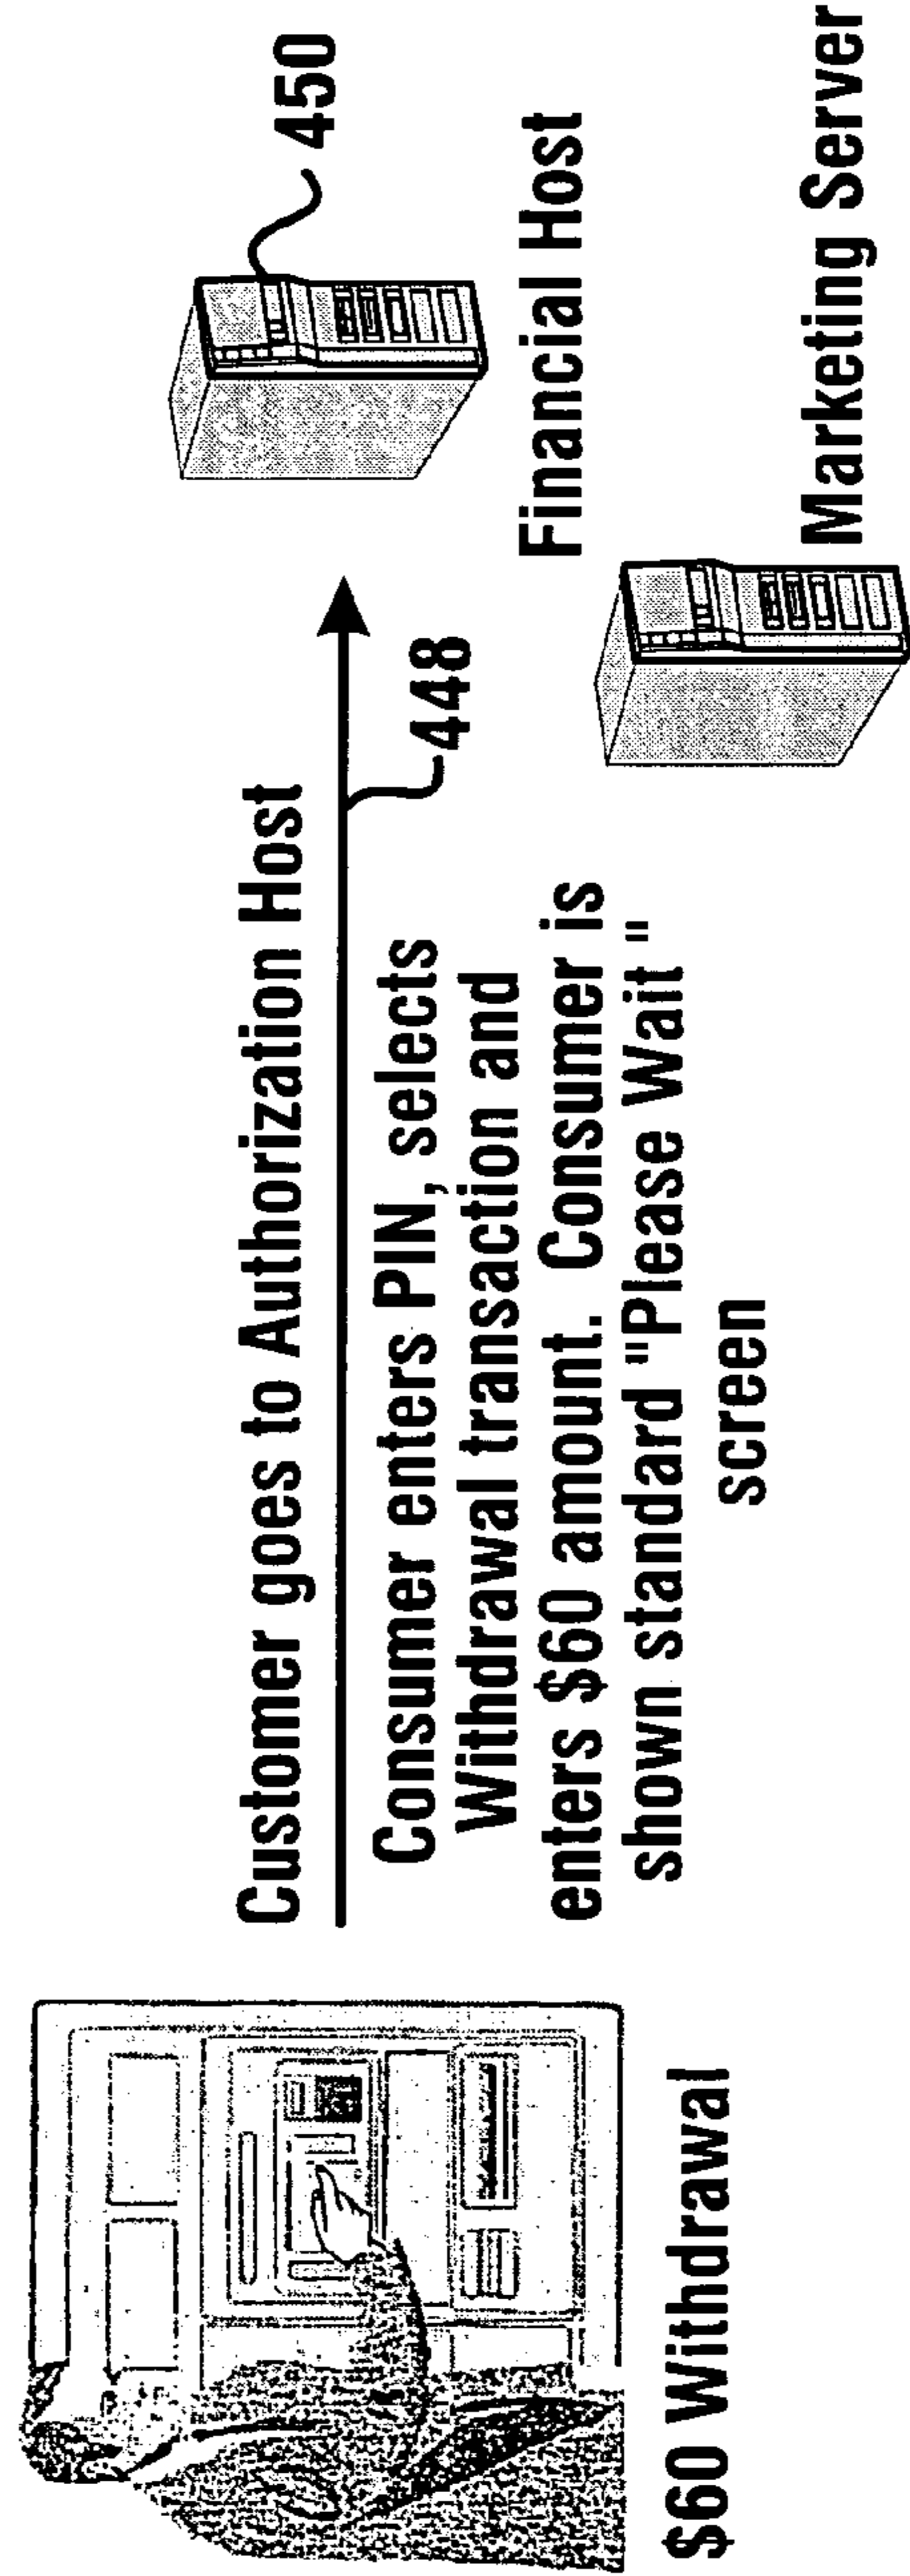 Customer goes to Authorization Host
450
448
Consumer enters PIN, selects
Withdrawal transaction and
enters $60 amount. Consumer is
shown standard "Please Wait "
screen
Financial Host
$60 Withdrawal
Marketing Server